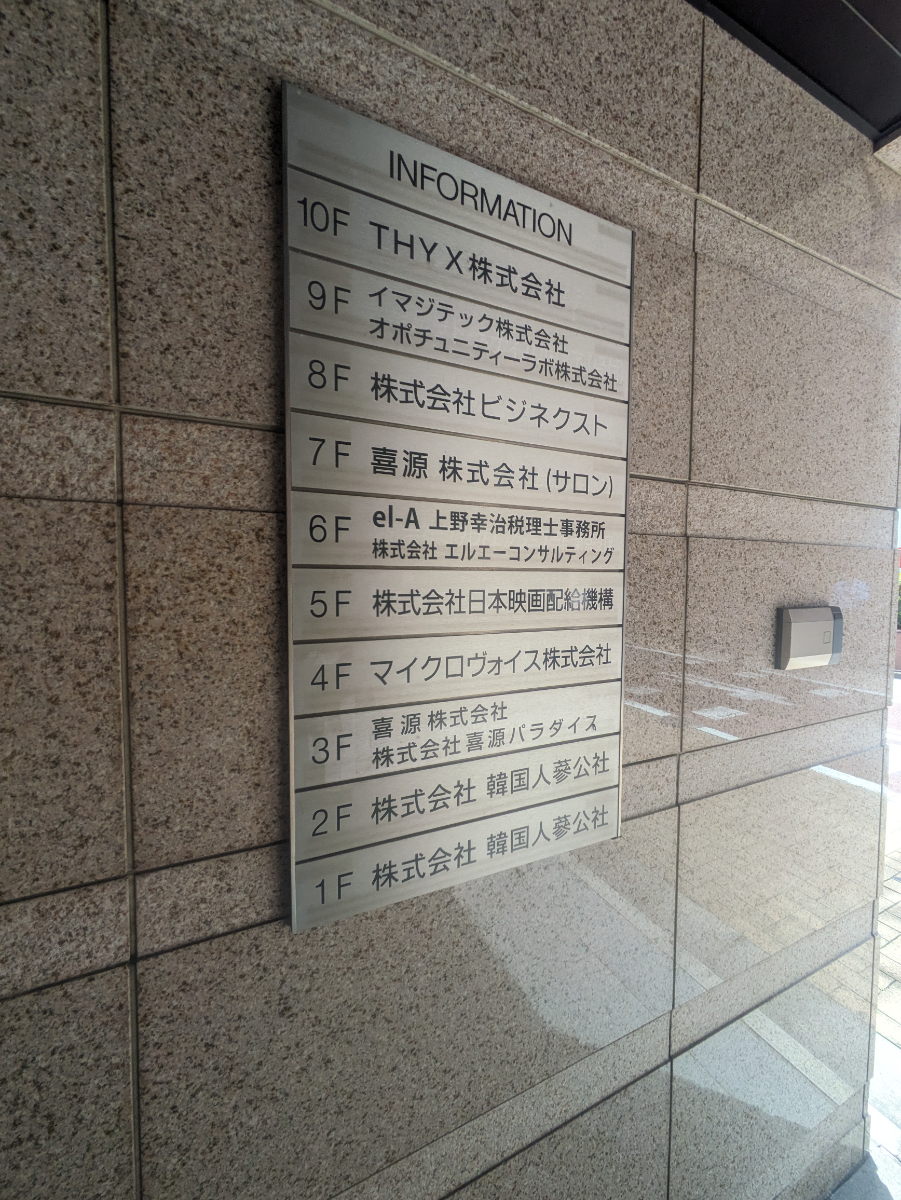 INFORMATION
10F THY X 株式会社
9F イマジテック株式会社
オポチュニティーラボ株式会社
8F 株式会社ビジネクスト
7F 喜源 株式会社 (サロン)
6F el-A 上野幸治税理士事務所
株式会社 エルエーコンサルティング
5F 株式会社日本映画配給機構
4F マイクロヴォイス株式会社
3F 喜源 株式会社
株式会社 喜源 パラダイス
2F 株式会社 韓国人蔘公社
1F 株式会社 韓国人蔘公社